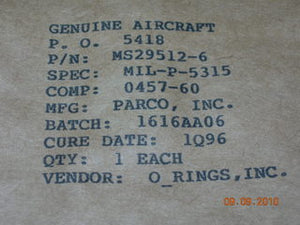 GENUINE AIRCRAFT
P. O. 5418
P/N: MS29512-6
SPEC: MIL-P-5315
COMP: 0457-60
MFG: PARCO, INC.
BATCH: 1616AA06
CURE DATE: 1Q96
QTY: 1 EACH
VENDOR: O_RINGS,INC.
09.09.2010